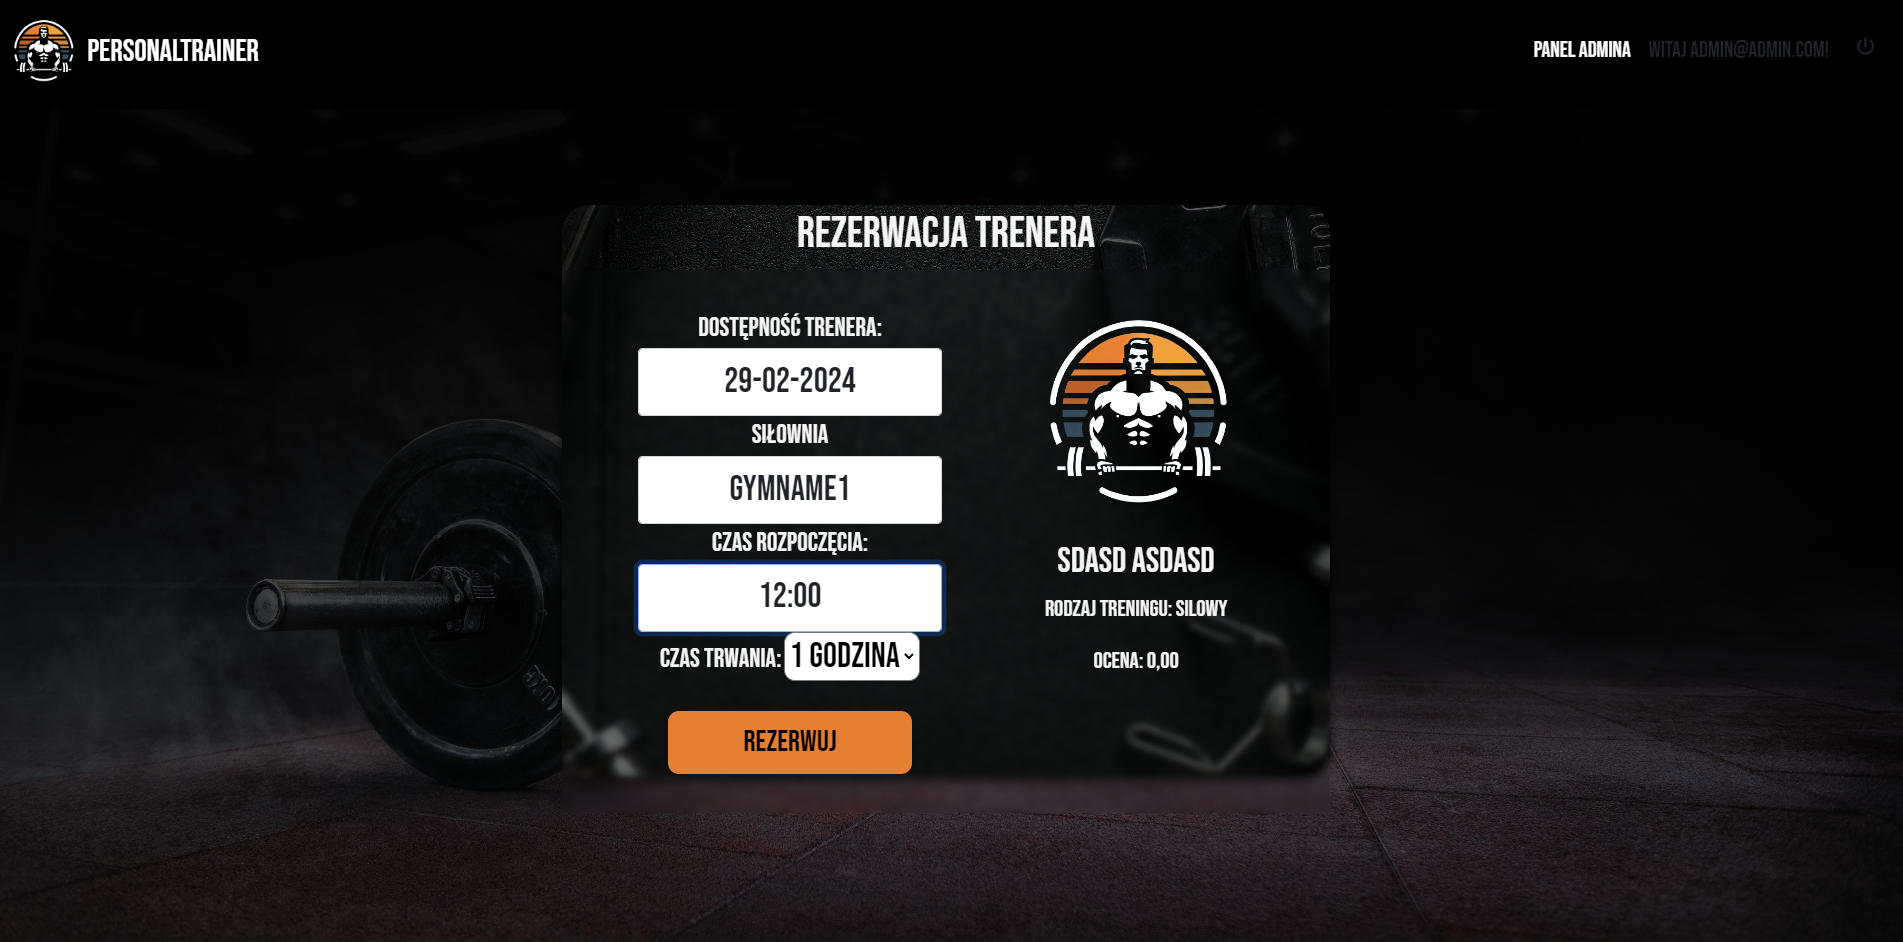 PERSONALTRAINER
PANEL ADMINA
WITAJ ADMIN@ADMIN.COM!
REZERWACJA TRENERA
DOSTĘPNOŚĆ TRENERA:
29-02-2024
SIŁOWNIA
GYMNAME1
CZAS ROZPOCZĘCIA:
12:00
CZAS TRWANIA: 1 GODZINA
REZERWUJ
SDASD ASDASD
RODZAJ TRENINGU: SILOWY
OCENA: 0,00